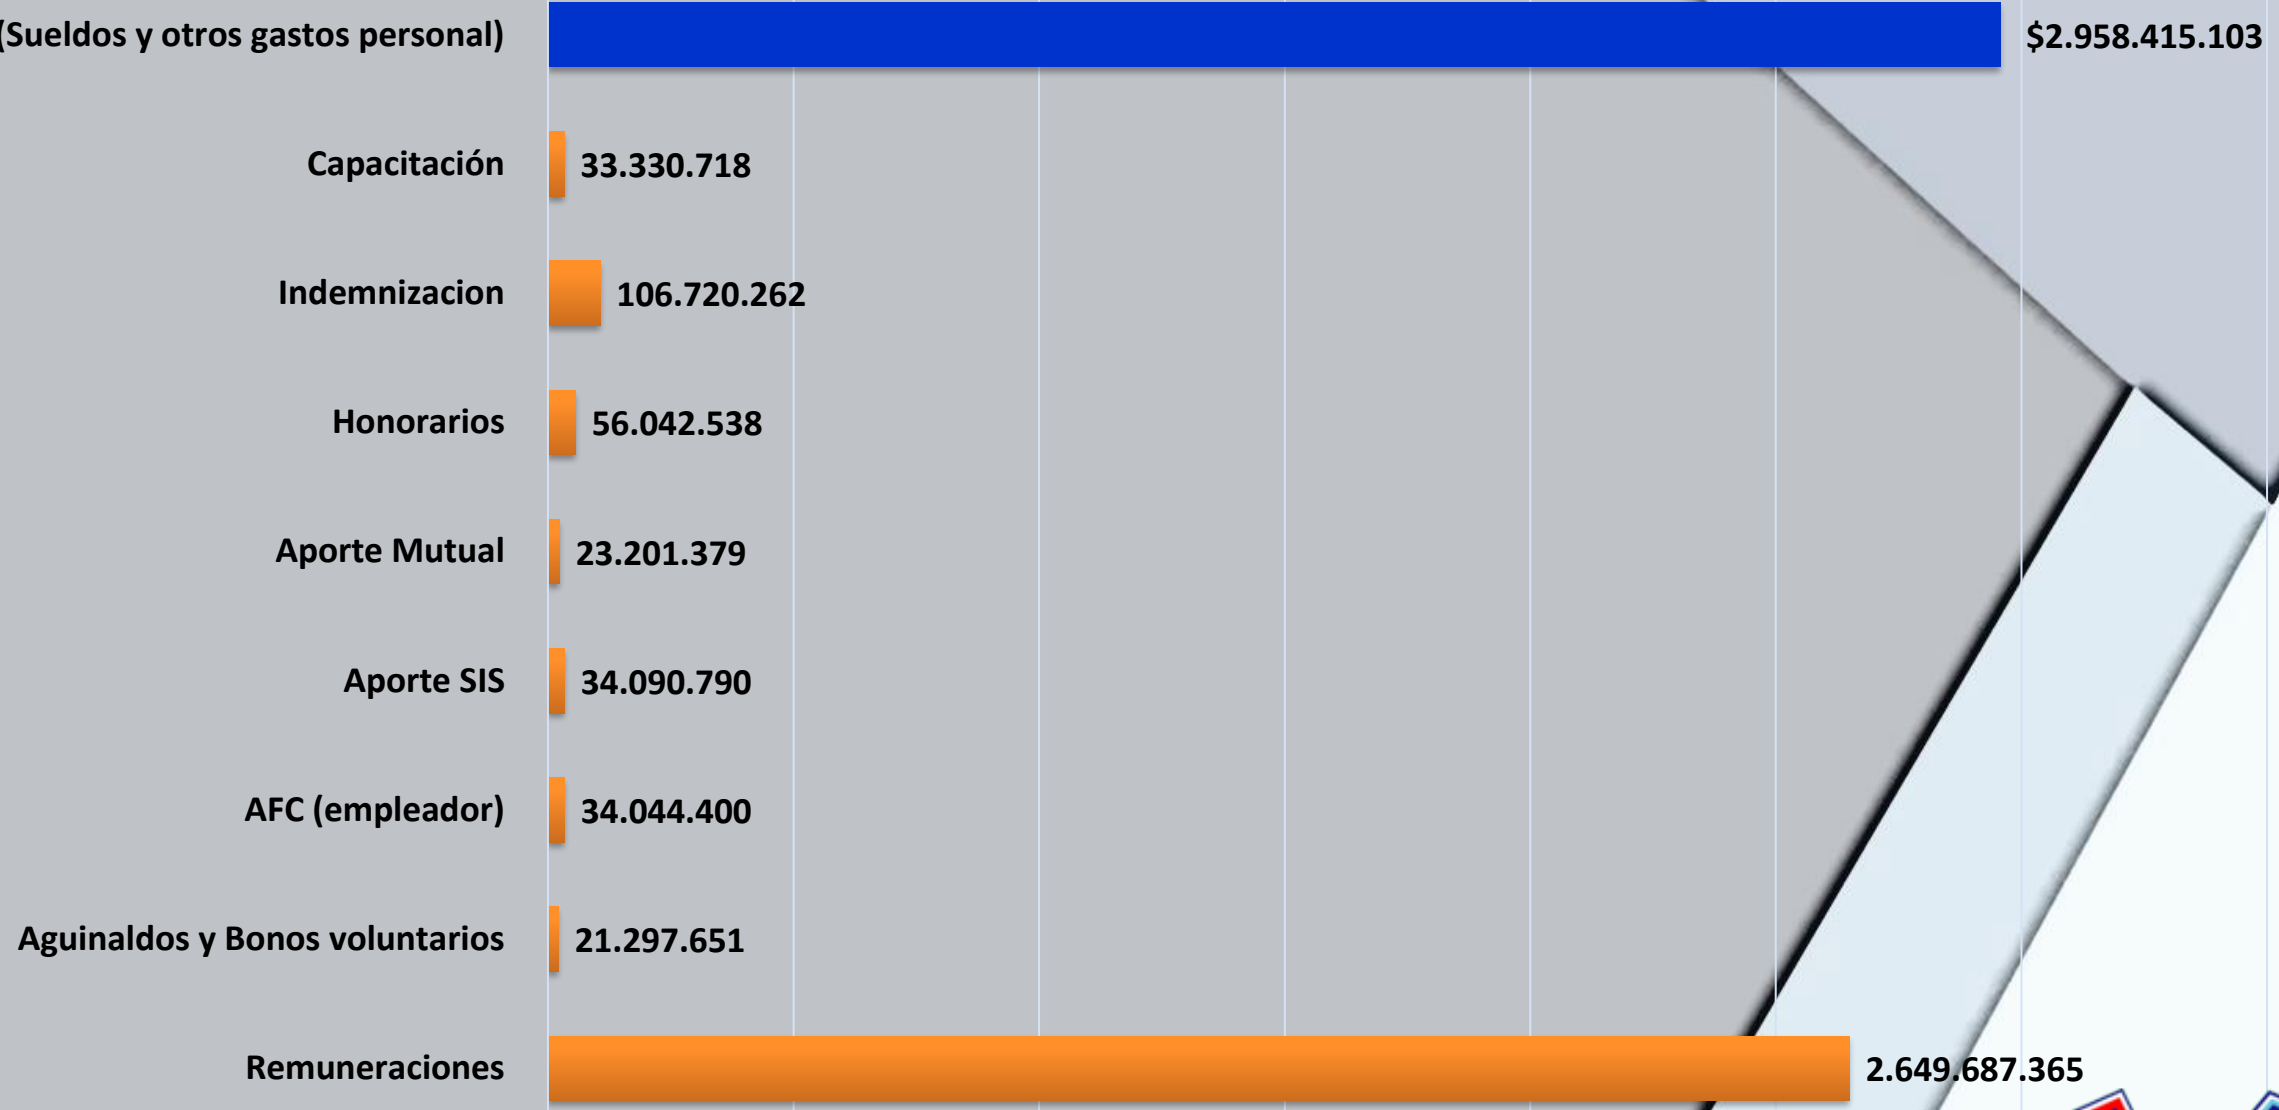 (Sueldos y otros gastos personal) $2.958.415.103
Capacitación 33.330.718
Indemnizacion 106.720.262
Honorarios 56.042.538
Aporte Mutual 23.201.379
Aporte SIS 34.090.790
AFC (empleador) 34.044.400
Aguinaldos y Bonos voluntarios 21.297.651
Remuneraciones 2.649.687.365